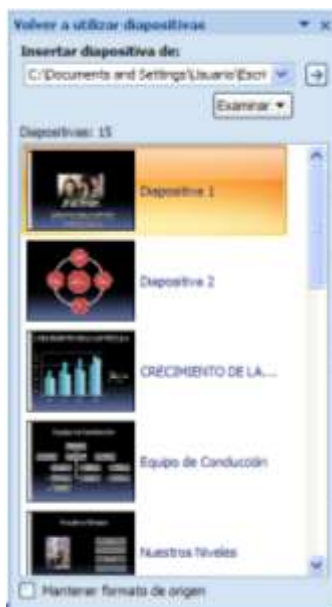 Volver a utilizar diapositivas
Insertar diapositiva de:
C:\Documents and Settings\Usuario\Escri
Examinar
Diapositivas: 15
Diapositiva 1
Diapositiva 2
CRECIMIENTO DE LA...
Equipo de Conducción
Nuestros Niveles
Mantener formato de origen